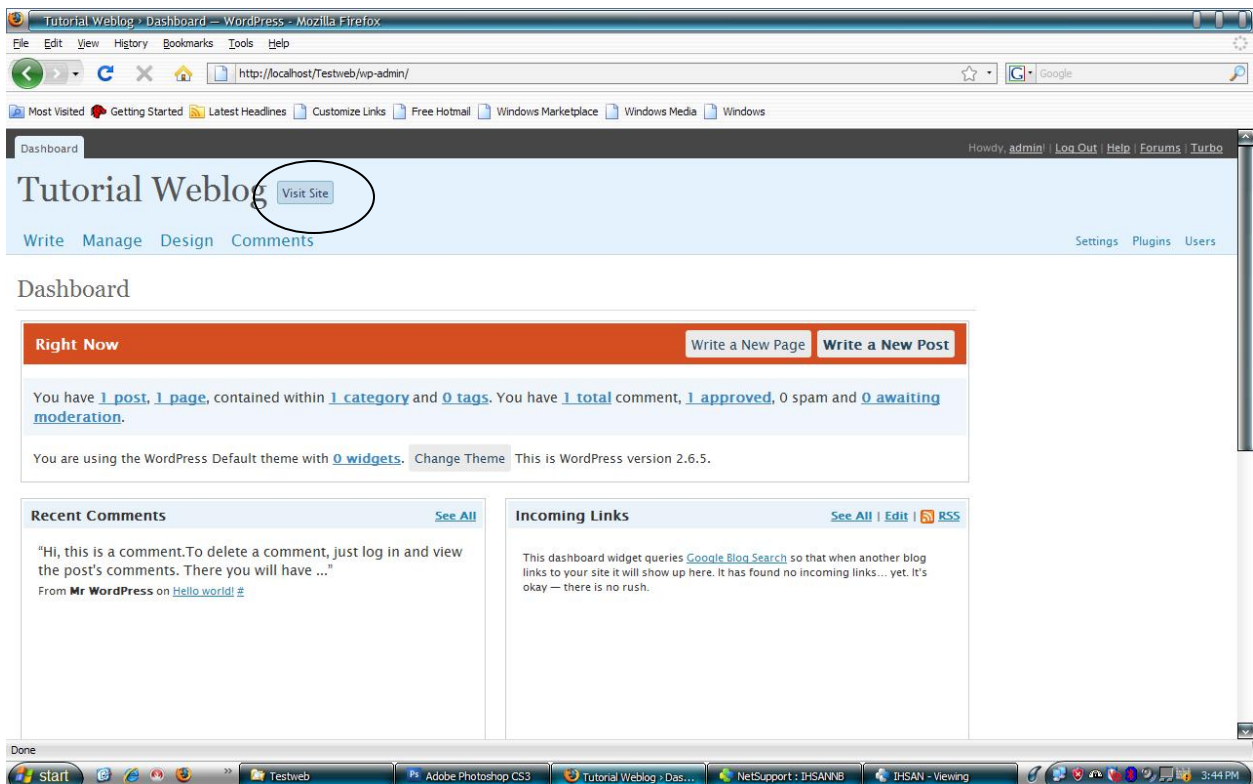 Tutorial Weblog › Dashboard — WordPress - Mozilla Firefox
File Edit View History Bookmarks Tools Help
http://localhost/Testweb/wp-admin/ G Google
Most Visited Getting Started Latest Headlines Customize Links Free Hotmail Windows Marketplace Windows Media Windows
Dashboard Howdy, admin! | Log Out | Help | Forums | Turbo
Tutorial Weblog Visit Site
Write Manage Design Comments Settings Plugins Users
Dashboard
Right Now Write a New Page Write a New Post
You have 1 post, 1 page, contained within 1 category and 0 tags. You have 1 total comment, 1 approved, 0 spam and 0 awaiting
moderation.
You are using the WordPress Default theme with 0 widgets. Change Theme This is WordPress version 2.6.5.
Recent Comments See All
"Hi, this is a comment.To delete a comment, just log in and view
the post's comments. There you will have ..."
From Mr WordPress on Hello world! #
Incoming Links See All | Edit | RSS
This dashboard widget queries Google Blog Search so that when another blog
links to your site it will show up here. It has found no incoming links... yet. It's
okay — there is no rush.
Done
start » Testweb Ps Adobe Photoshop CS3 Tutorial Weblog › Das... NetSupport : IHSANNB IHSAN - Viewing 3:44 PM